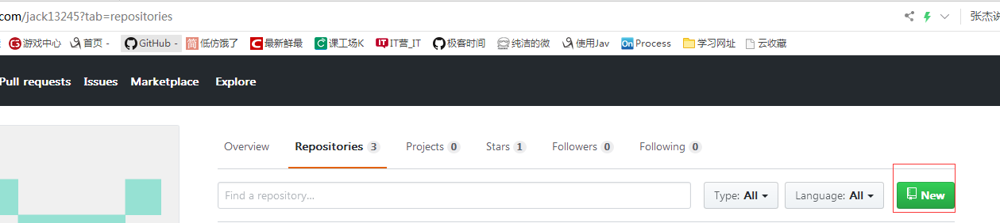 com/jack13245?tab=repositories 张杰说
游戏中心 首页 - GitHub - 简 低仿饿了 最新鲜最 课工场K IT IT营_IT 极客时间 纯洁的微 使用Jav On Process 学习网址 云收藏
Pull requests Issues Marketplace Explore
Overview Repositories 3 Projects 0 Stars 1 Followers 0 Following 0
Find a repository... Type: All Language: All New